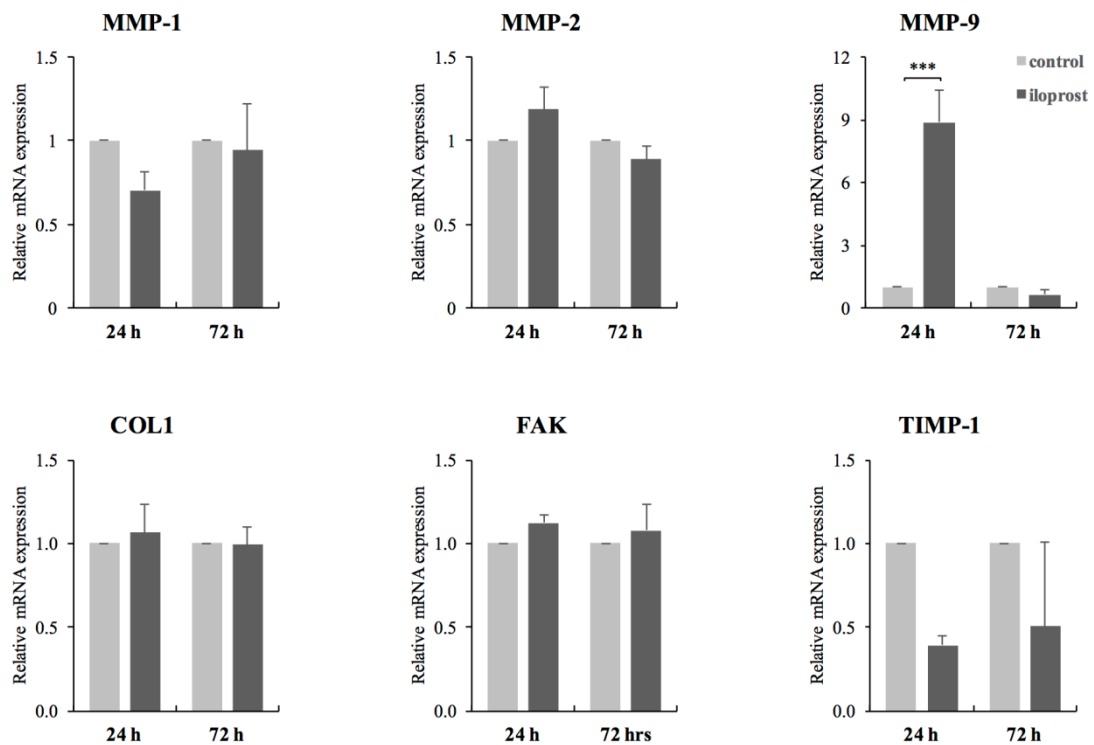 MMP-1
Relative mRNA expression
1.5
1
0.5
0
24 h 72 h
MMP-2
Relative mRNA expression
1.5
1
0.5
0
24 h 72 h
MMP-9
Relative mRNA expression
12
9
6
3
0
***
control
iloprost
24 h 72 h
COL1
Relative mRNA expression
1.5
1.0
0.5
0.0
24 h 72 h
FAK
Relative mRNA expression
1.5
1.0
0.5
0.0
24 h 72 hrs
TIMP-1
Relative mRNA expression
1.5
1.0
0.5
0.0
24 h 72 h